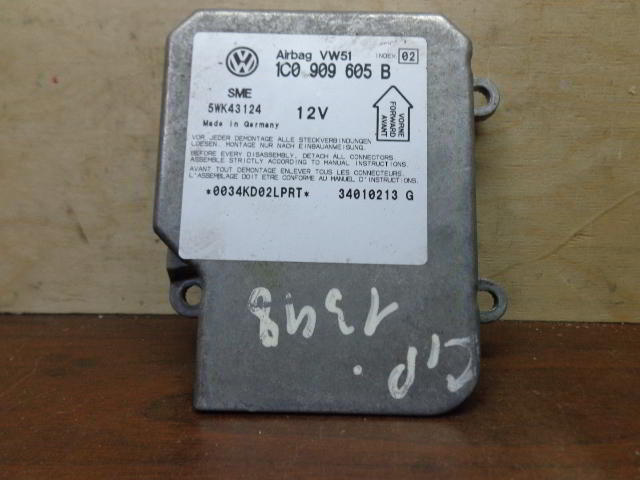 Airbag VW51 INDEX 02
1C0 909 605 B
SME
5WK43124 12V
Made in Germany
VORNE
FORWARD
AVANT
VOR JEDER DEMONTAGE ALLE STECKVERBINDUNGEN
LOESEN. MONTAGE NUR NACH EINBAUANWEISUNG.
BEFORE EVERY DISASSEMBLY, DETACH ALL CONNECTORS
ASSEMBLE STRICTLY ACCORDING TO MANUAL INSTRUCTIONS.
AVANT TOUT DEMONTAGE ENLEVER TOUS LES CONNECTEURS.
L'ASSEMBLAGE DOIT ETRE CONFORME AU MANUEL D'INSTRUCTIONS.
*0034KD02LPRT* 34010213 G